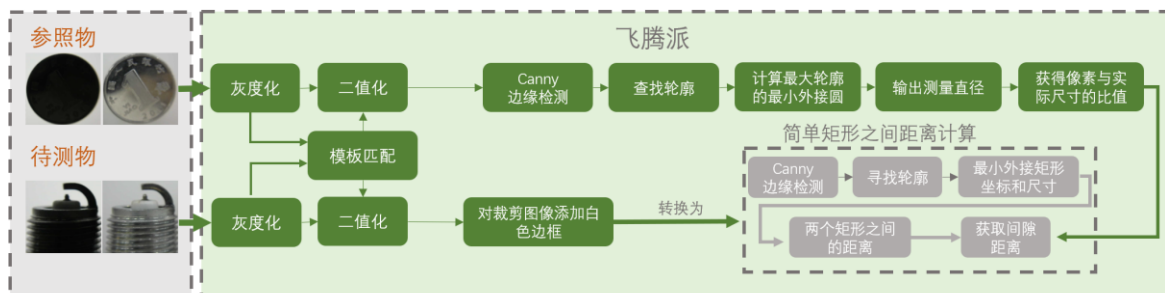 参照物
飞腾派
灰度化
二值化
Canny
边缘检测
查找轮廓
计算最大轮廓
的最小外接圆
输出测量直径
获得像素与实
际尺寸的比值
模板匹配
简单矩形之间距离计算
待测物
Canny
边缘检测
寻找轮廓
最小外接矩形
坐标和尺寸
灰度化
二值化
对裁剪图像添加白
色边框
转换为
两个矩形之间
的距离
获取间隙
距离